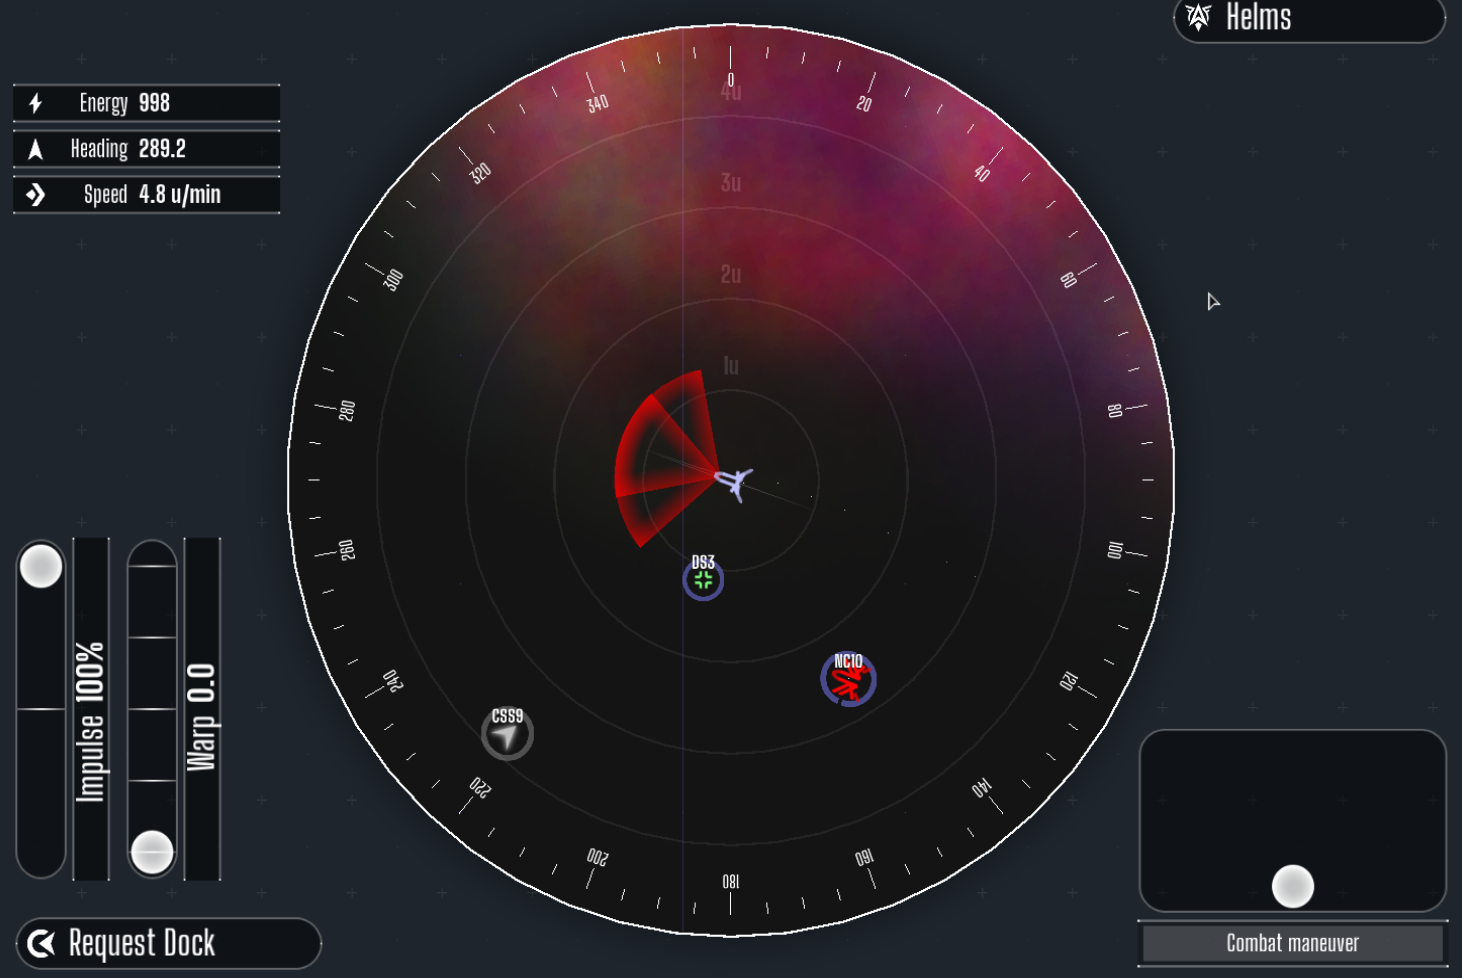 Helms
Energy 998
Heading 289.2
Speed 4.8 u/min
0
20
40
60
80
100
120
140
160
180
200
220
240
260
280
300
320
340
4u
3u
2u
1u
DS3
NC10
CSS9
Impulse 100%
Warp 0.0
Request Dock
Combat maneuver